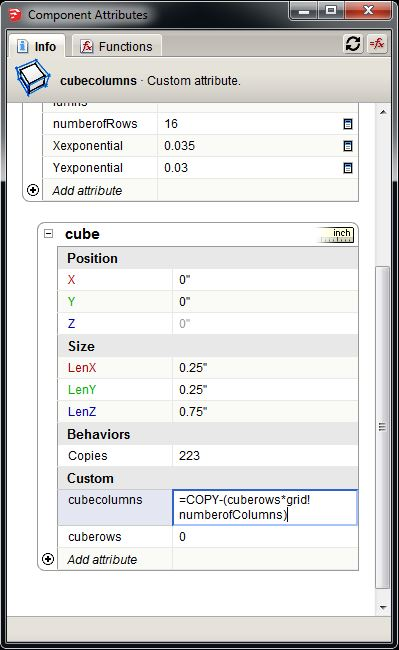 Component Attributes
Info
Functions
=fx
cubecolumns · Custom attribute.
numberofRows 16
Xexponential 0.035
Yexponential 0.03
Add attribute
cube
inch
Position
X 0"
Y 0"
Z 0"
Size
LenX 0.25"
LenY 0.25"
LenZ 0.75"
Behaviors
Copies 223
Custom
cubecolumns =COPY-(cuberows*grid!
numberofColumns)
cuberows 0
Add attribute